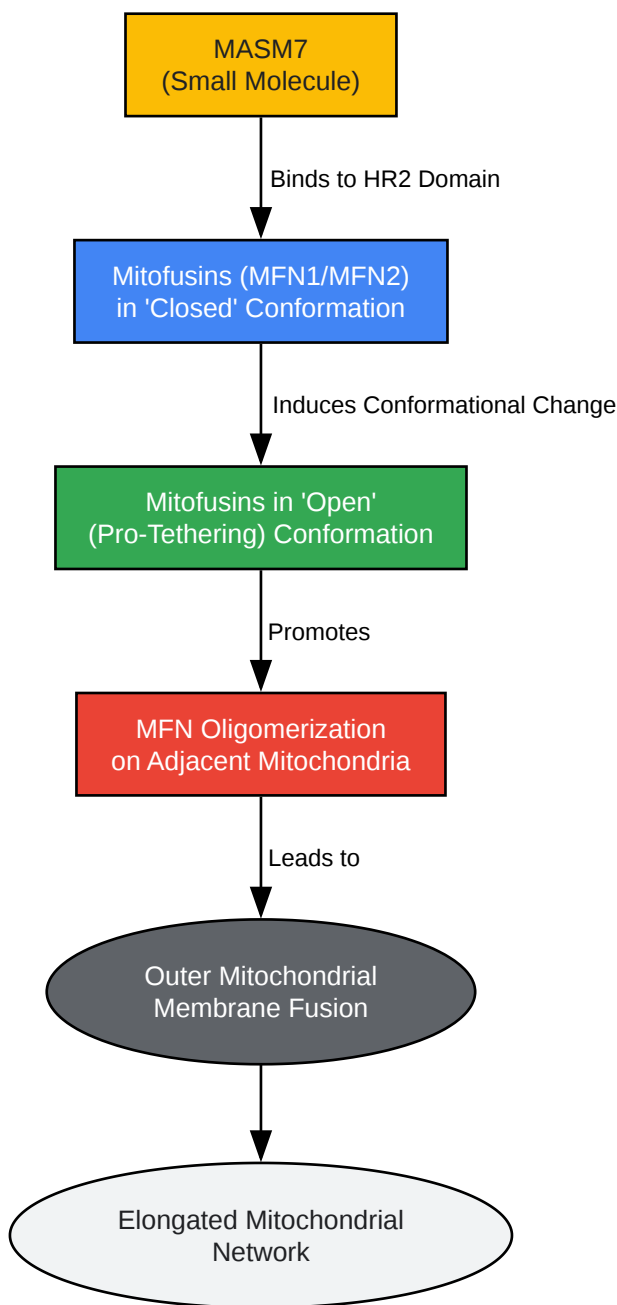 MASM7
(Small Molecule)
Binds to HR2 Domain
Mitofusins (MFN1/MFN2)
in 'Closed' Conformation
Induces Conformational Change
Mitofusins in 'Open'
(Pro-Tethering) Conformation
Promotes
MFN Oligomerization
on Adjacent Mitochondria
Leads to
Outer Mitochondrial
Membrane Fusion
Elongated Mitochondrial
Network